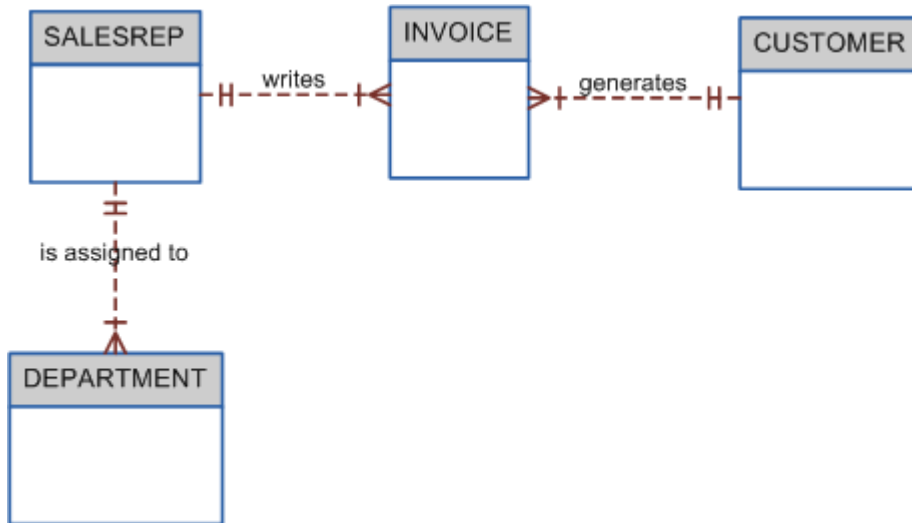 SALESREP
INVOICE
CUSTOMER
writes
generates
is assigned to
DEPARTMENT